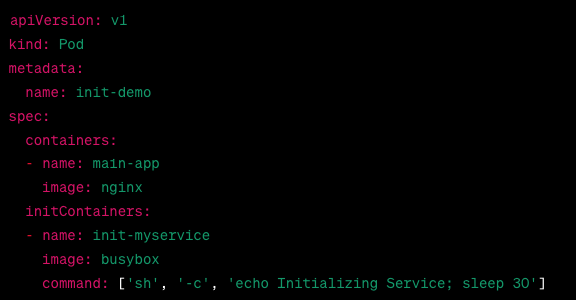 apiVersion: v1
kind: Pod
metadata:
  name: init-demo
spec:
  containers:
  - name: main-app
    image: nginx
  initContainers:
  - name: init-myservice
    image: busybox
    command: ['sh', '-c', 'echo Initializing Service; sleep 30']